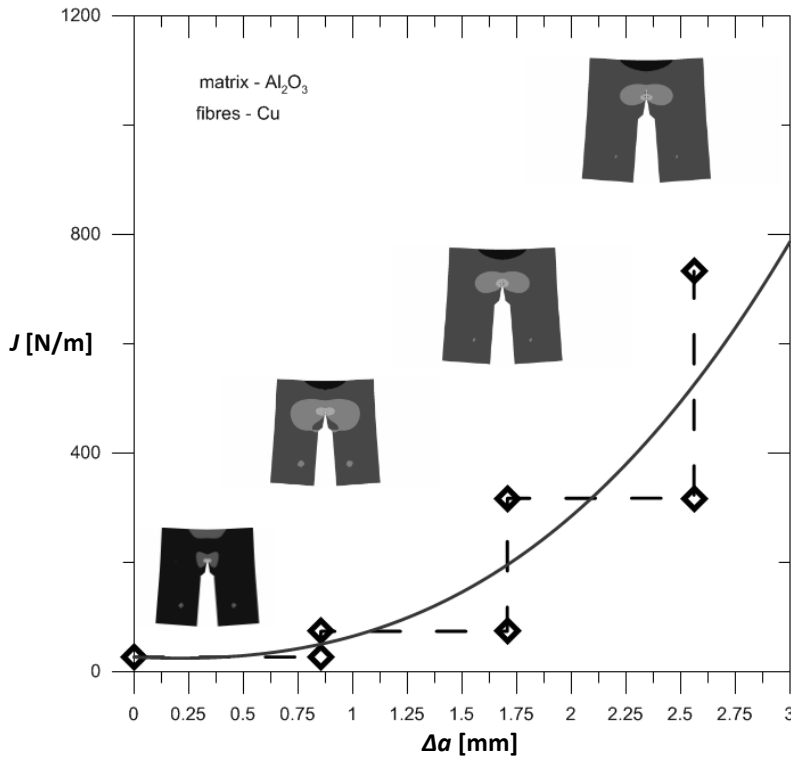 1200
matrix - Al₂O₃
fibres - Cu
800
J [N/m]
400
0
0 0.25 0.5 0.75 1 1.25 1.5 1.75 2 2.25 2.5 2.75 3
Δa [mm]